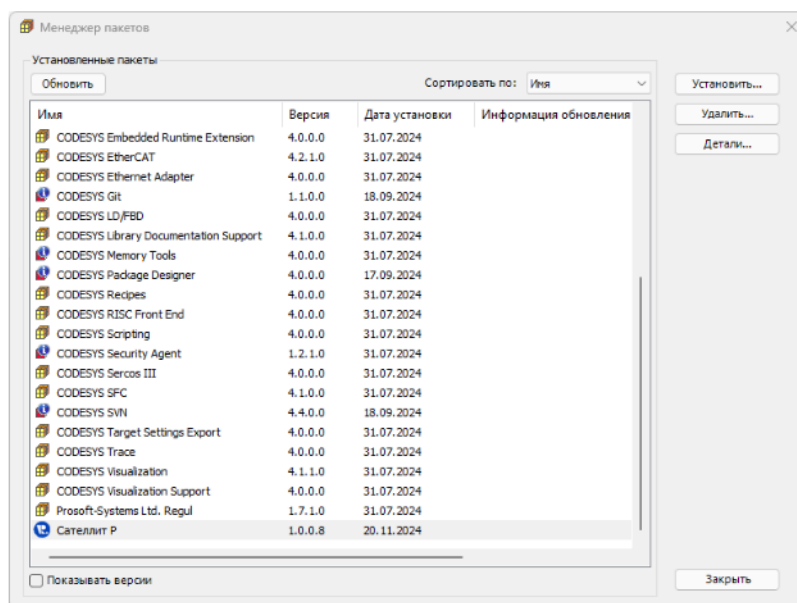 Менеджер пакетов
Установленные пакеты
Обновить Сортировать по: Имя Установить...
Имя Версия Дата установки Информация обновления Удалить...
CODESYS Embedded Runtime Extension 4.0.0.0 31.07.2024
Детали...
CODESYS EtherCAT 4.2.1.0 31.07.2024
CODESYS Ethernet Adapter 4.0.0.0 31.07.2024
CODESYS Git 1.1.0.0 18.09.2024
CODESYS LD/FBD 4.0.0.0 31.07.2024
CODESYS Library Documentation Support 4.1.0.0 31.07.2024
CODESYS Memory Tools 4.0.0.0 31.07.2024
CODESYS Package Designer 4.0.0.0 17.09.2024
CODESYS Recipes 4.0.0.0 31.07.2024
CODESYS RISC Front End 4.0.0.0 31.07.2024
CODESYS Scripting 4.0.0.0 31.07.2024
CODESYS Security Agent 1.2.1.0 31.07.2024
CODESYS Sercos III 4.0.0.0 31.07.2024
CODESYS SFC 4.1.0.0 31.07.2024
CODESYS SVN 4.4.0.0 18.09.2024
CODESYS Target Settings Export 4.0.0.0 31.07.2024
CODESYS Trace 4.0.0.0 31.07.2024
CODESYS Visualization 4.1.1.0 31.07.2024
CODESYS Visualization Support 4.0.0.0 31.07.2024
Prosoft-Systems Ltd. Regul 1.7.1.0 31.07.2024
Сателлит Р 1.0.0.8 20.11.2024
Показывать версии Закрыть